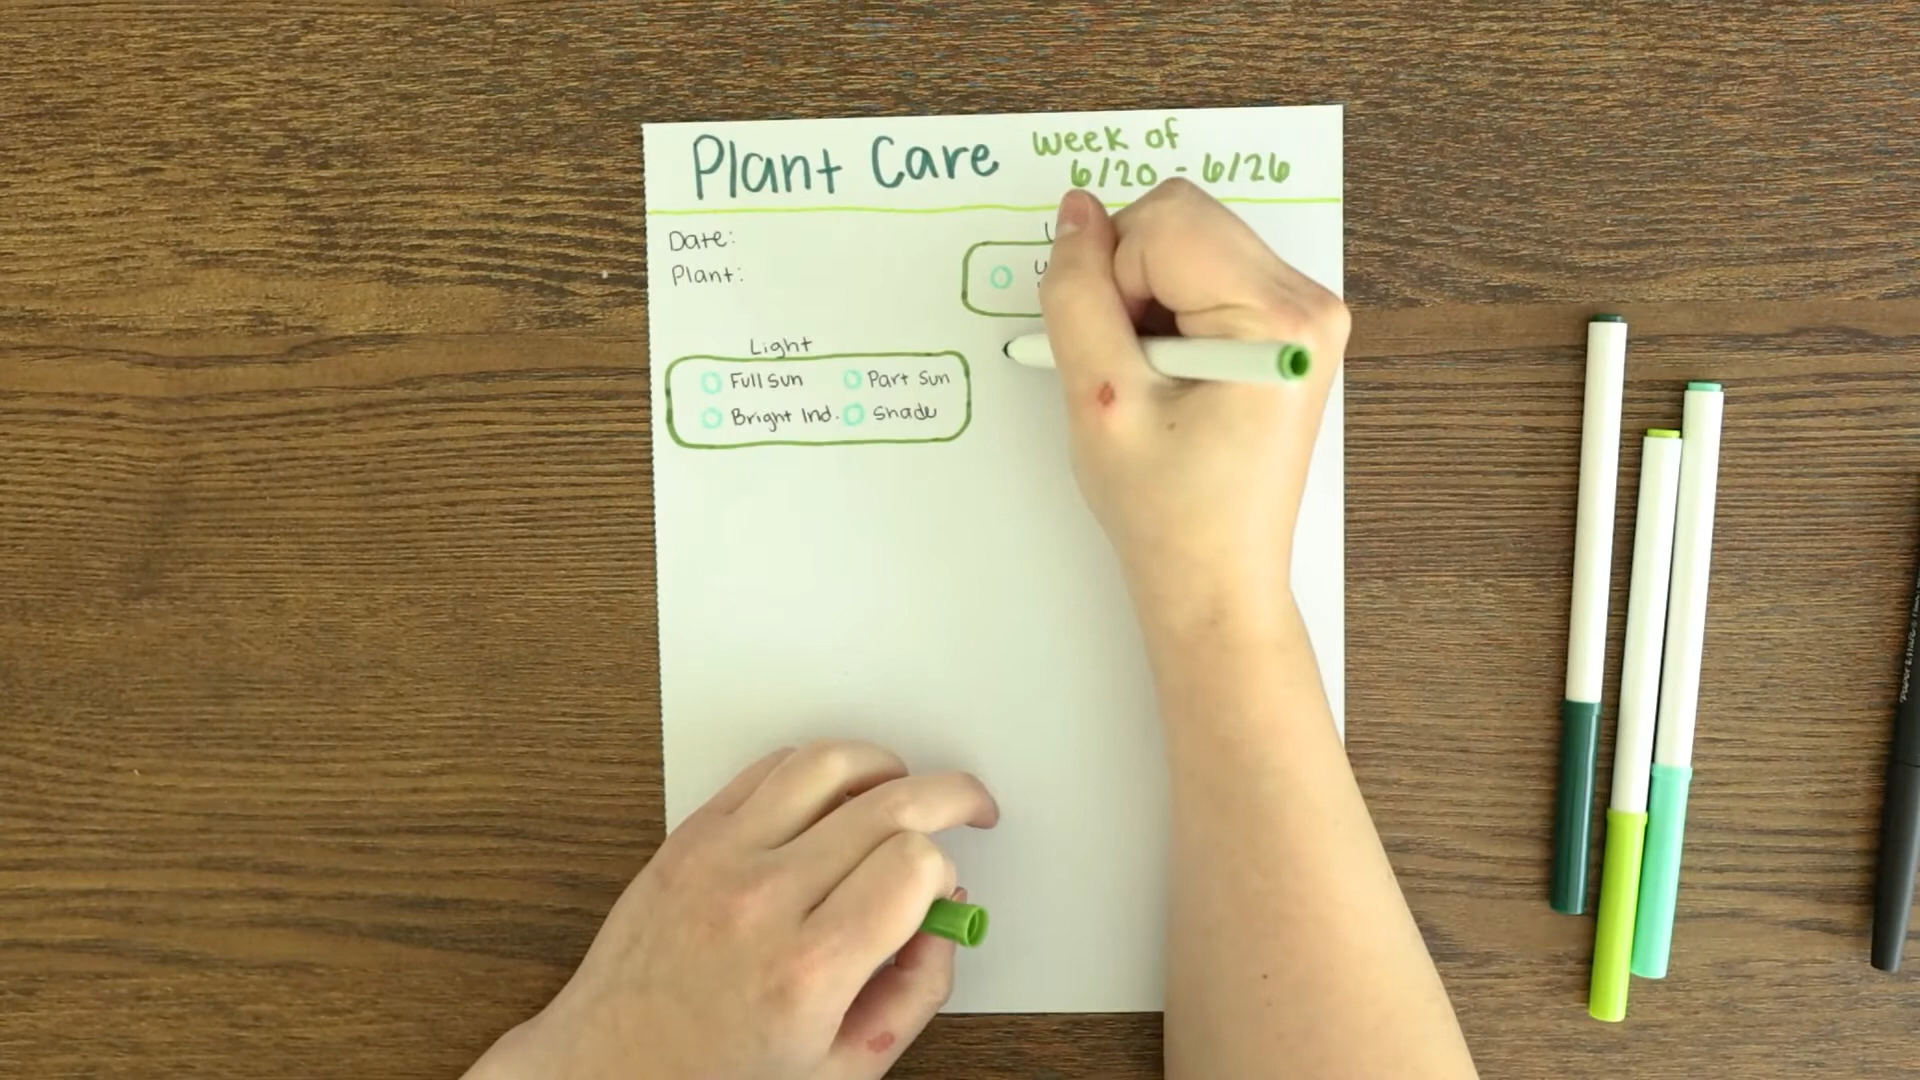 Plant Care
week of
6/20 - 6/26
Date:
Plant:
Light
Full Sun
Part Sun
Bright Ind.
Shade